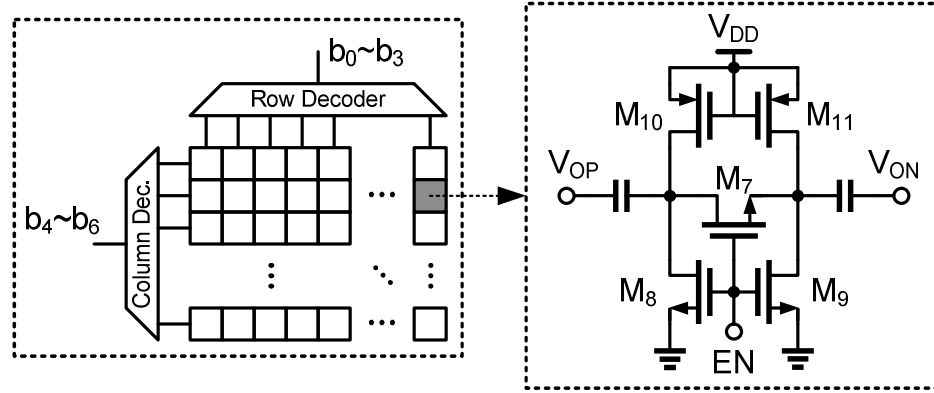 b0~b3
Row Decoder
Column Dec.
b4~b6
VDD
M10
M11
VOP
M7
VON
M8
M9
EN